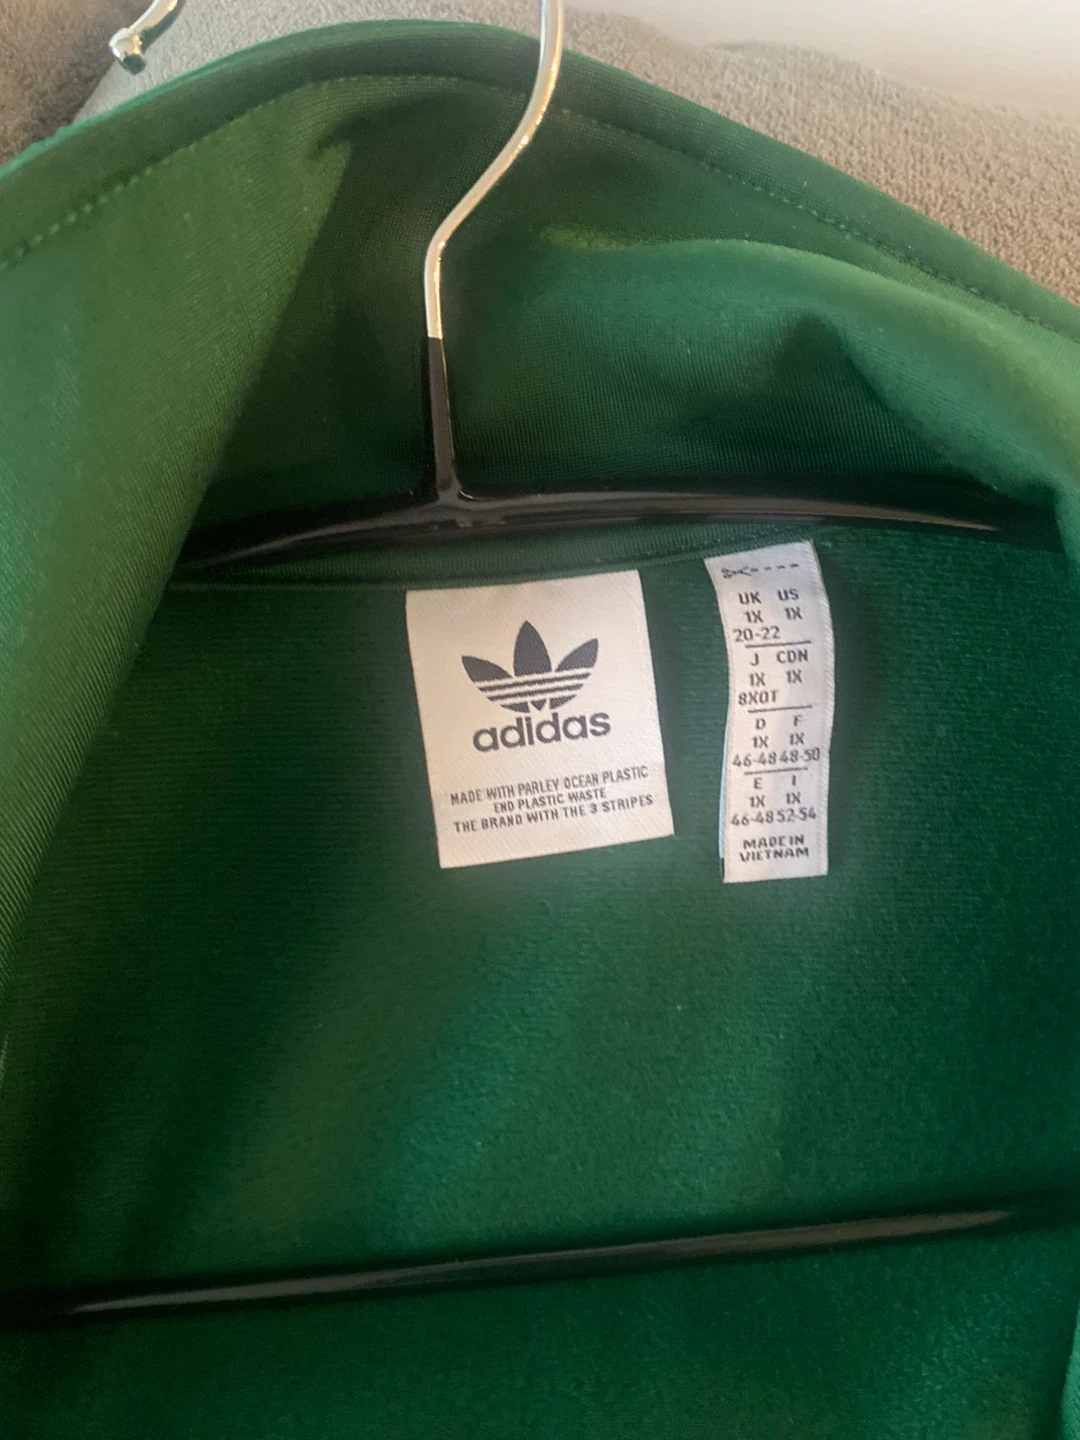 adidas
MADE WITH PARLEY OCEAN PLASTIC
END PLASTIC WASTE
THE BRAND WITH THE 3 STRIPES
UK US
1X 1X
20-22
J CDN
1X 1X
8XOT
D F
1X 1X
46-48 48-50
E I
1X 1X
46-48 52-54
MADE IN
VIETNAM